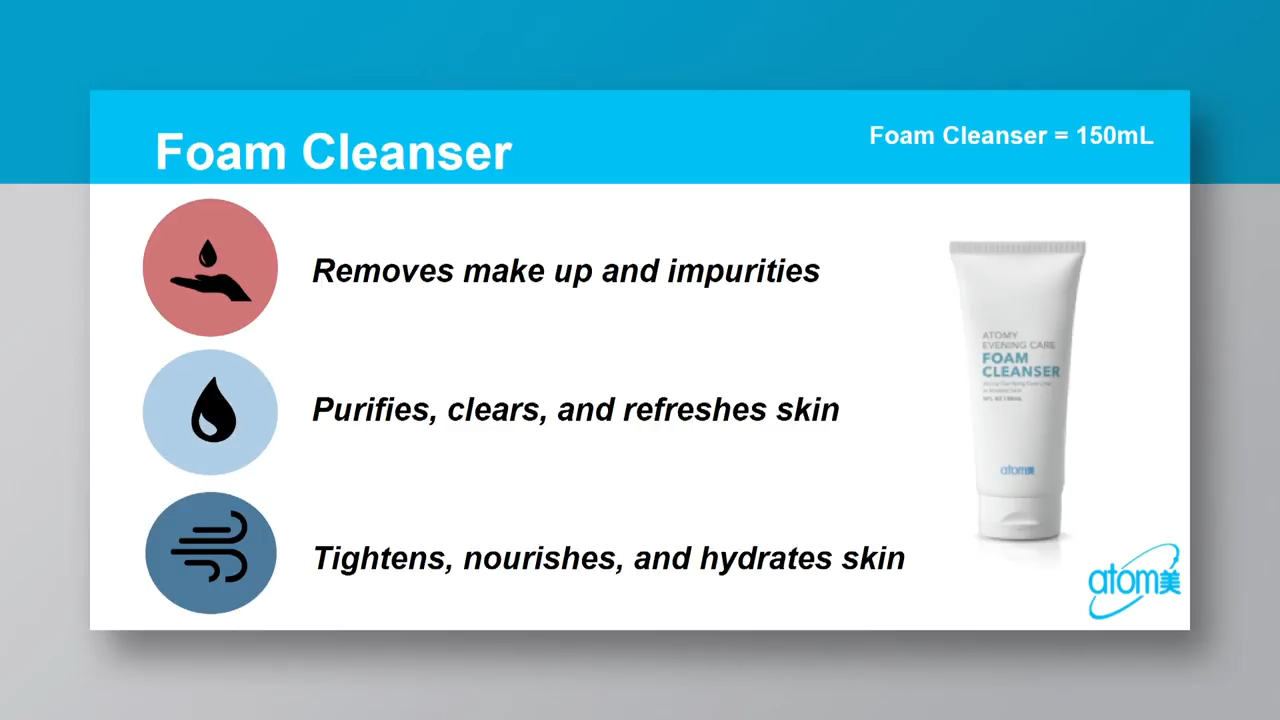 Foam Cleanser
Foam Cleanser = 150mL
Removes make up and impurities
Purifies, clears, and refreshes skin
Tightens, nourishes, and hydrates skin
ATOMY
EVENING CARE
FOAM
CLEANSER
atom美
atom美